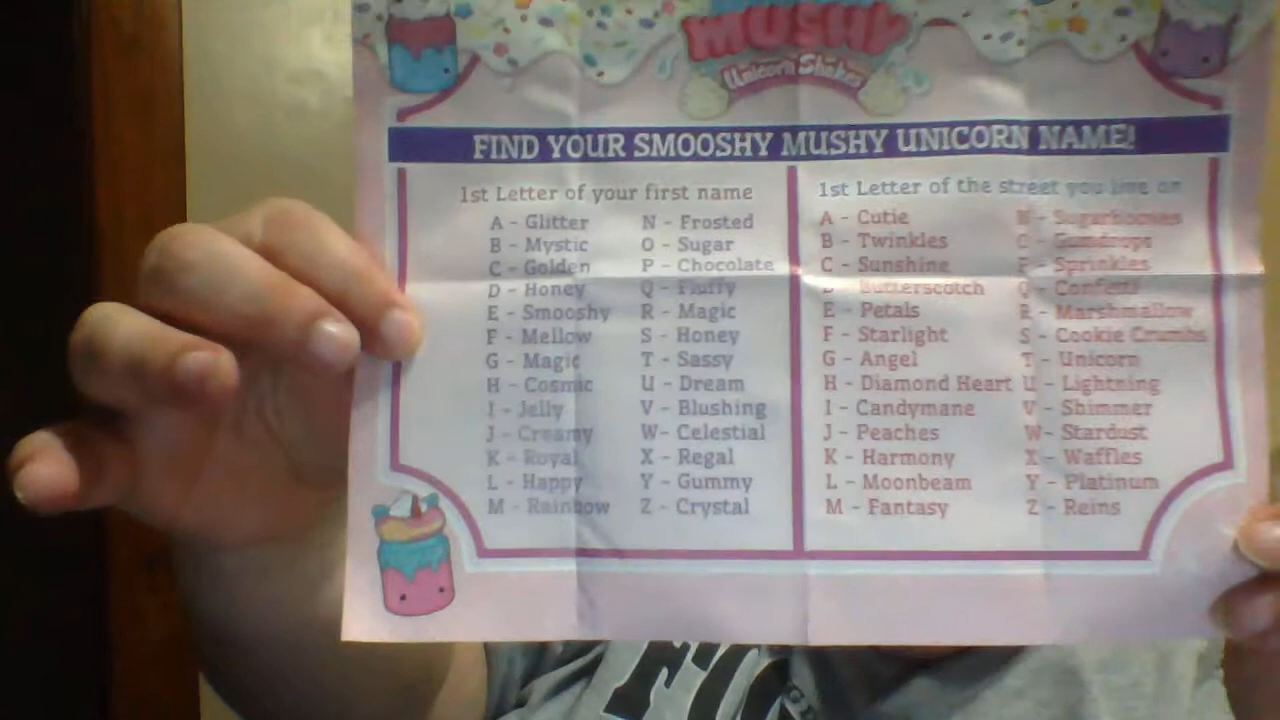 MUSHY
Unicorn Shakes
FIND YOUR SMOOSHY MUSHY UNICORN NAME!
1st Letter of your first name
A - Glitter
B - Mystic
C - Golden
D - Honey
E - Smooshy
F - Mellow
G - Magic
H - Cosmic
I - Jelly
J - Creamy
K - Royal
L - Happy
M - Rainbow
N - Frosted
O - Sugar
P - Chocolate
Q - Fluffy
R - Magic
S - Honey
T - Sassy
U - Dream
V - Blushing
W- Celestial
X - Regal
Y - Gummy
Z - Crystal
1st Letter of the street you live on
A - Cutie
B - Twinkles
C - Sunshine
D - Butterscotch
E - Petals
F - Starlight
G - Angel
H - Diamond Heart
I - Candymane
J - Peaches
K - Harmony
L - Moonbeam
M - Fantasy
N - Sugarhooves
O - Gumdrops
P - Sprinkles
Q - Confetti
R - Marshmallow
S - Cookie Crumbs
T - Unicorn
U - Lightning
V - Shimmer
W- Stardust
X - Waffles
Y - Platinum
Z - Reins